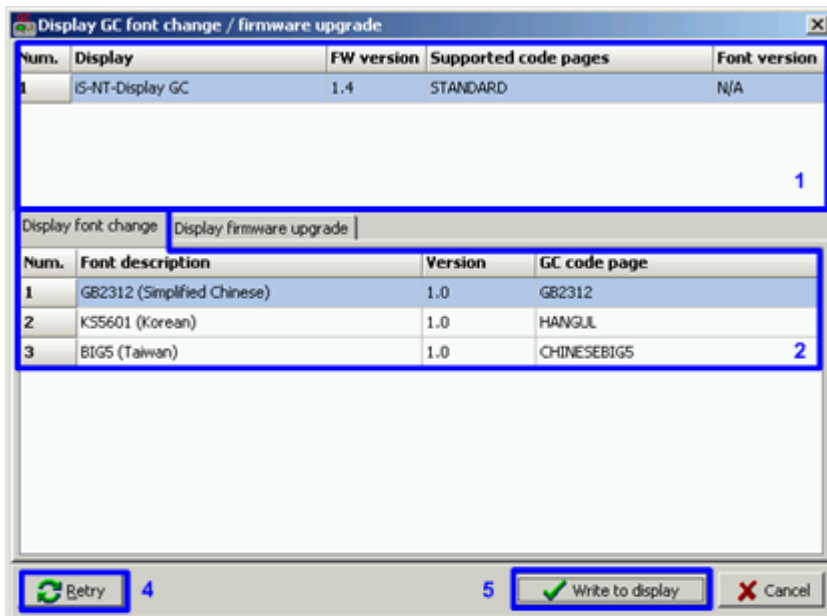 Display GC font change / firmware upgrade
Num. Display FW version Supported code pages Font version
1 iS-NT-Display GC 1.4 STANDARD N/A
1
Display font change Display firmware upgrade
Num. Font description Version GC code page
1 GB2312 (Simplified Chinese) 1.0 GB2312
2 KS5601 (Korean) 1.0 HANGUL
3 BIG5 (Taiwan) 1.0 CHINESEBIG5 2
Retry 4 5 Write to display Cancel